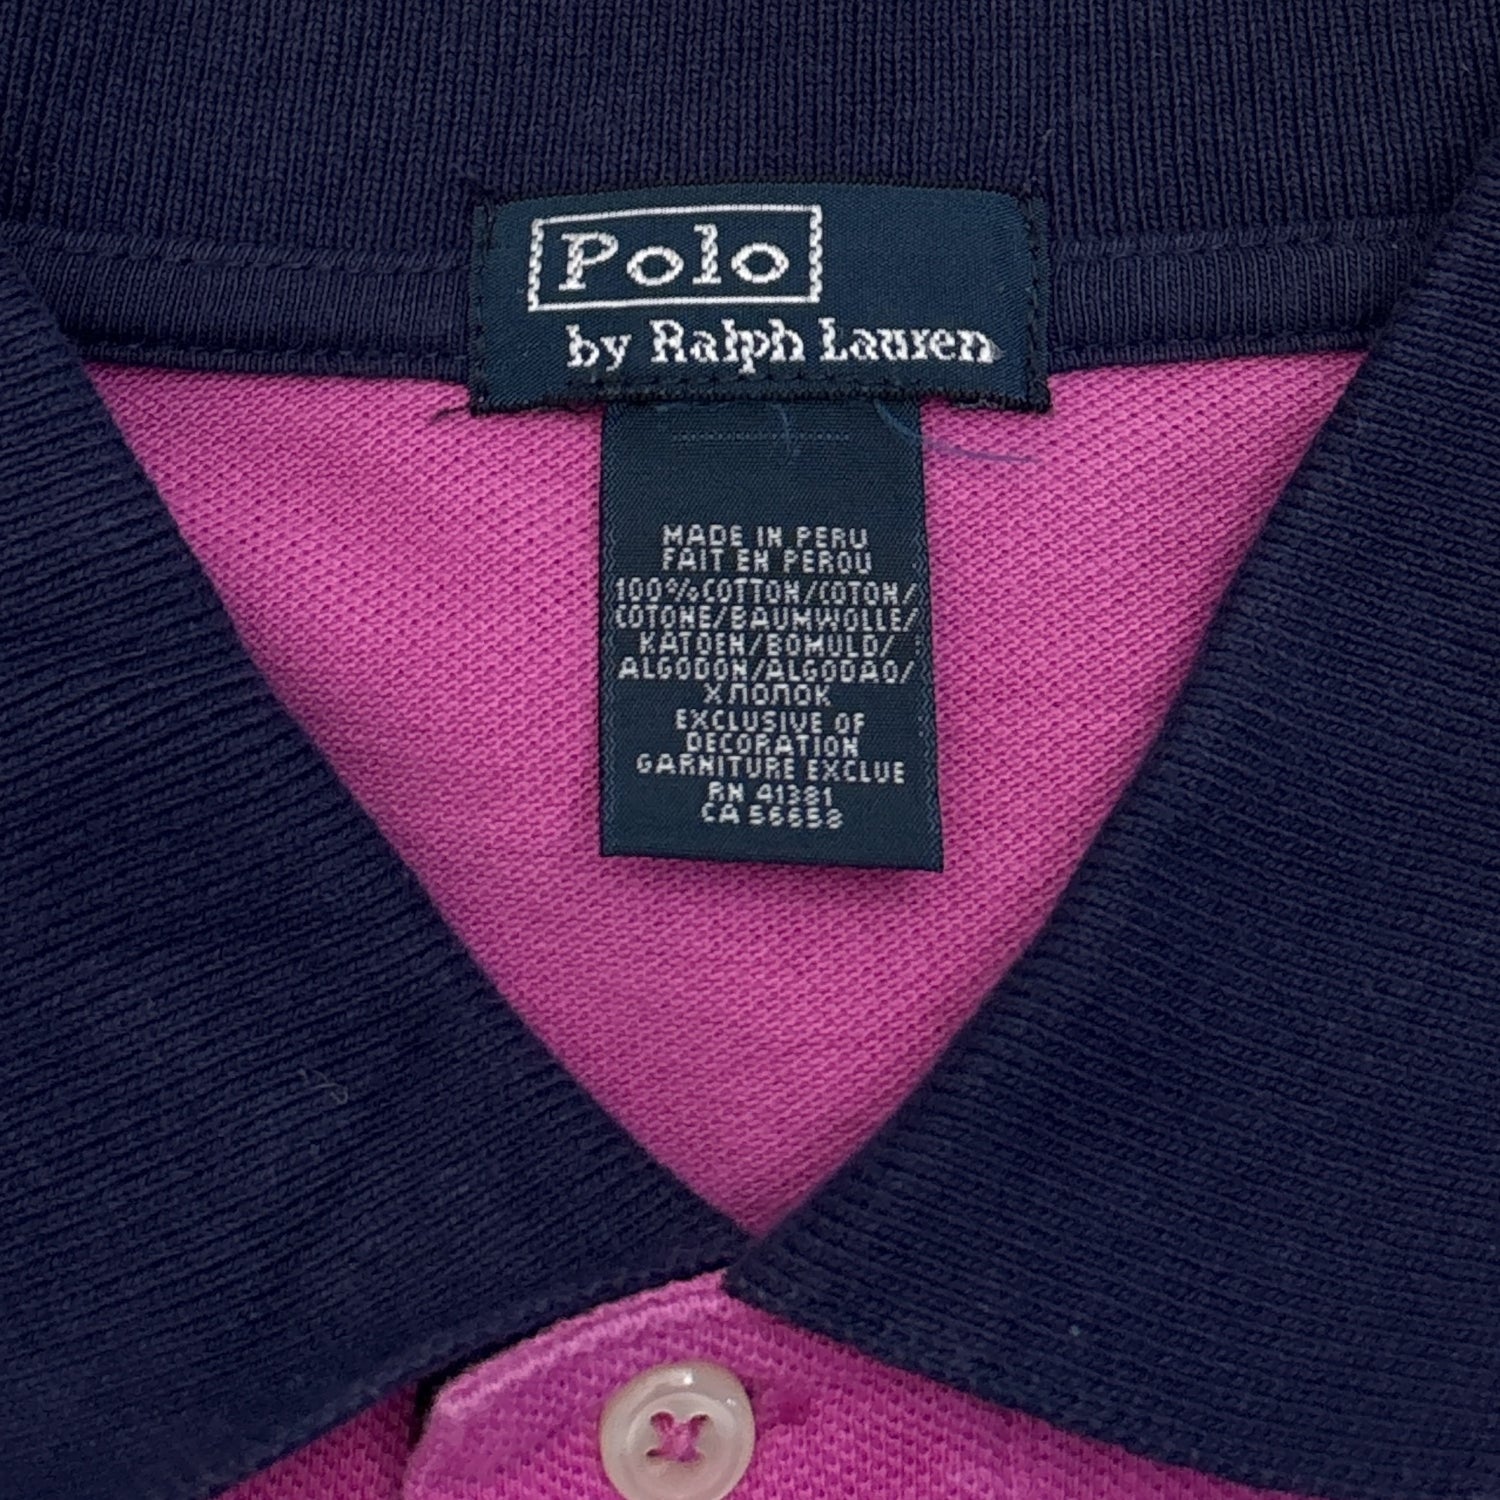 Polo
by Ralph Lauren
MADE IN PERU
FAIT EN PEROU
100%COTTON/COTON/
COTONE/BAUMWOLLE/
KATOEN/BOMULD/
ALGODON/ALGODAO/
ХЛОПОК
EXCLUSIVE OF
DECORATION
GARNITURE EXCLUE
RN 41381
CA 56658